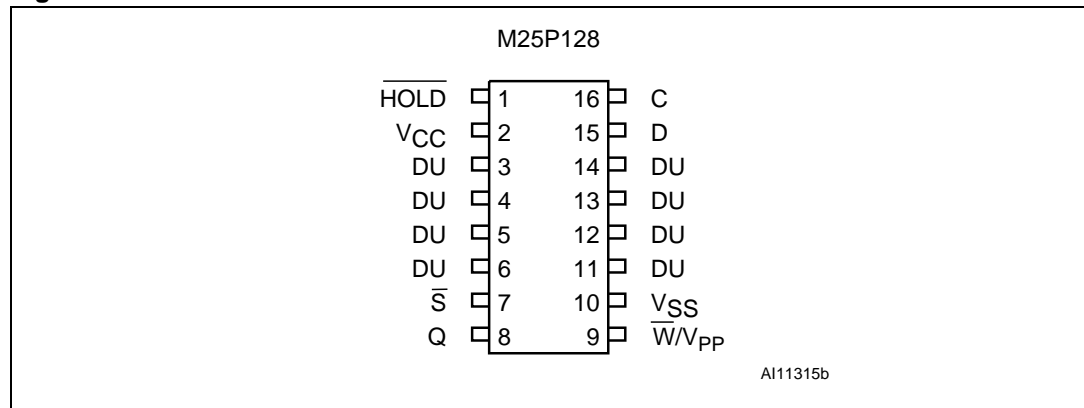 M25P128
HOLD 1 16 C
VCC 2 15 D
DU 3 14 DU
DU 4 13 DU
DU 5 12 DU
DU 6 11 DU
S 7 10 VSS
Q 8 9 W/VPP
AI11315b